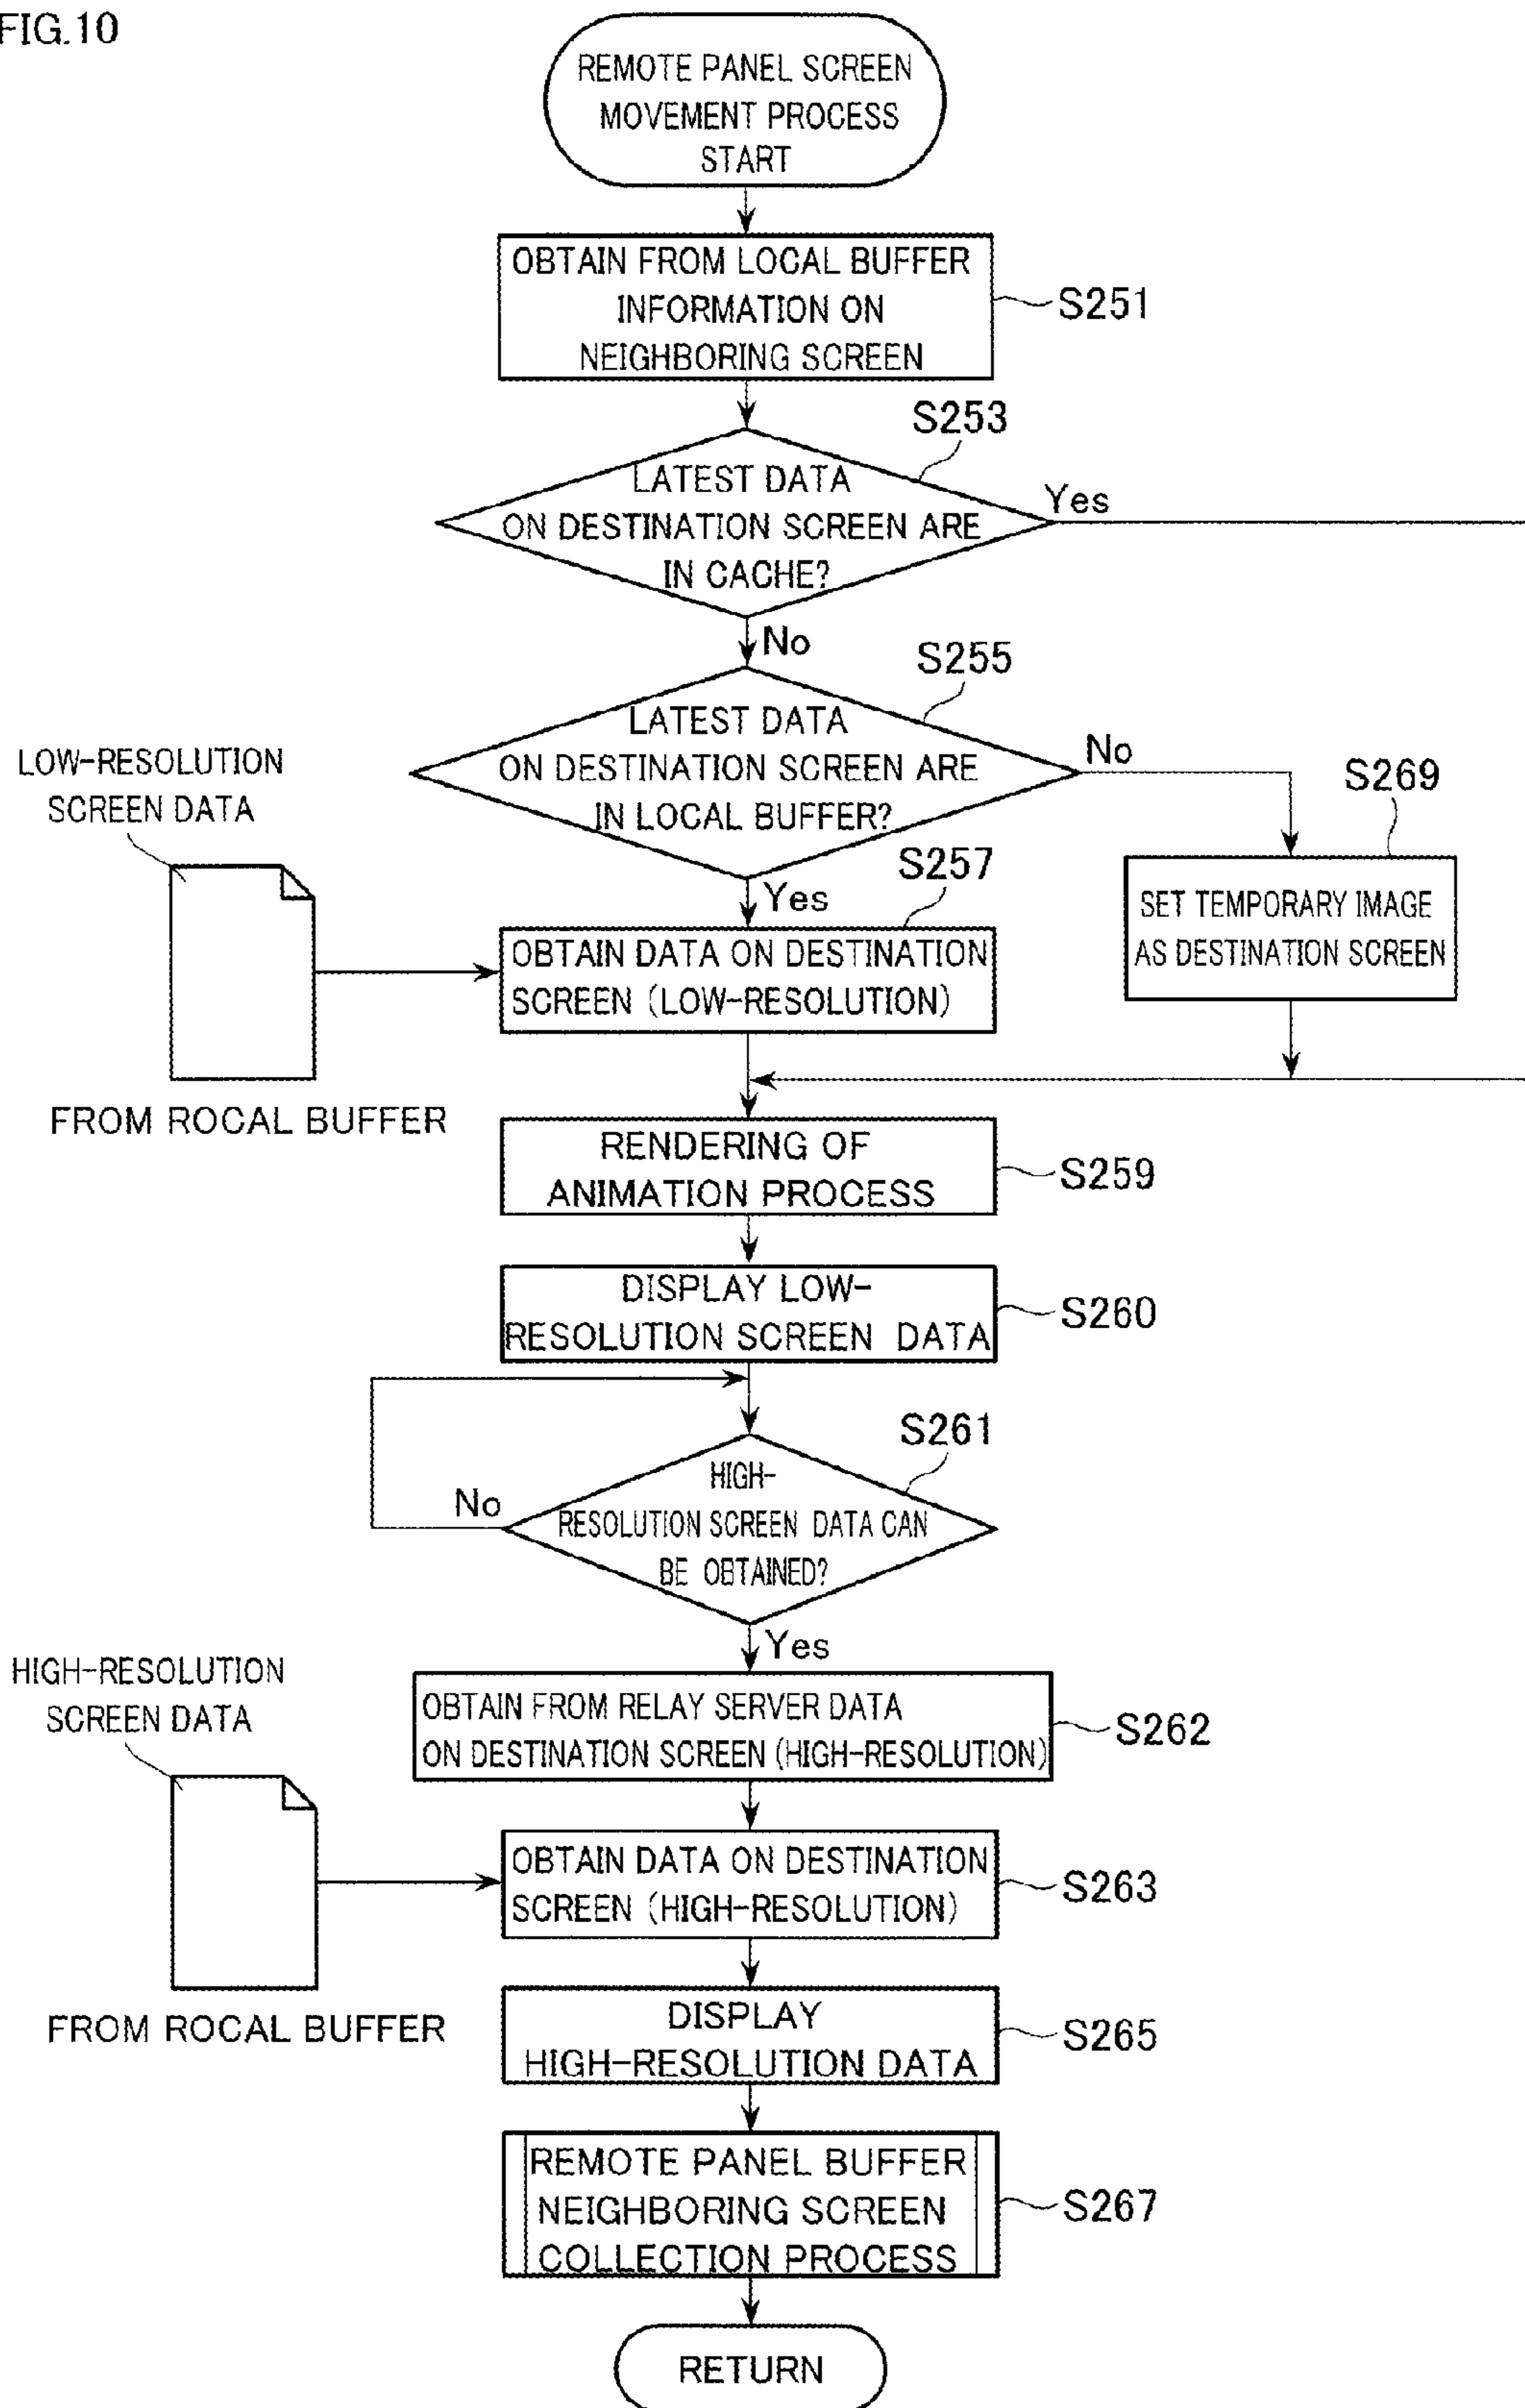 FIG.10
REMOTE PANEL SCREEN
MOVEMENT PROCESS
START
OBTAIN FROM LOCAL BUFFER
INFORMATION ON
NEIGHBORING SCREEN
S251
S253
LATEST DATA
ON DESTINATION SCREEN ARE
IN CACHE?
Yes
No
S255
LATEST DATA
ON DESTINATION SCREEN ARE
IN LOCAL BUFFER?
No
S269
SET TEMPORARY IMAGE
AS DESTINATION SCREEN
LOW-RESOLUTION
SCREEN DATA
FROM ROCAL BUFFER
Yes
S257
OBTAIN DATA ON DESTINATION
SCREEN (LOW-RESOLUTION)
RENDERING OF
ANIMATION PROCESS
S259
DISPLAY LOW-
RESOLUTION SCREEN DATA
S260
S261
HIGH-
RESOLUTION SCREEN DATA CAN
BE OBTAINED?
No
Yes
OBTAIN FROM RELAY SERVER DATA
ON DESTINATION SCREEN (HIGH-RESOLUTION)
S262
HIGH-RESOLUTION
SCREEN DATA
FROM ROCAL BUFFER
OBTAIN DATA ON DESTINATION
SCREEN (HIGH-RESOLUTION)
S263
DISPLAY
HIGH-RESOLUTION DATA
S265
REMOTE PANEL BUFFER
NEIGHBORING SCREEN
COLLECTION PROCESS
S267
RETURN